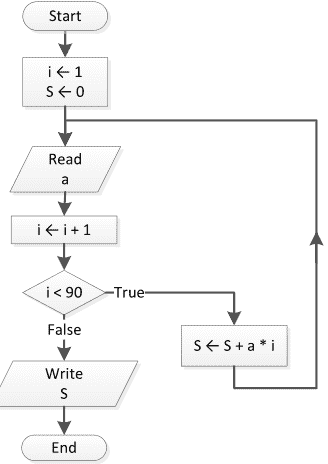 Start
i ← 1
S ← 0
Read
a
i ← i + 1
i < 90
True
False
S ← S + a * i
Write
S
End